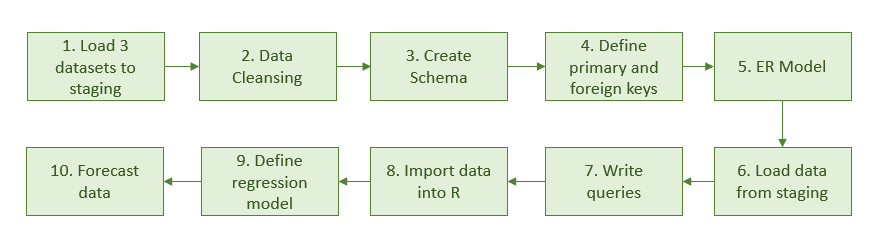 1. Load 3
datasets to
staging
2. Data
Cleansing
3. Create
Schema
4. Define
primary and
foreign keys
5. ER Model
6. Load data
from staging
7. Write
queries
8. Import data
into R
9. Define
regression
model
10. Forecast
data